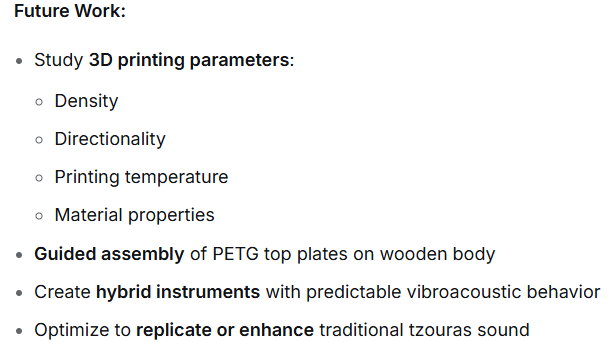 Future Work:
Study 3D printing parameters:
Density
Directionality
Printing temperature
Material properties
Guided assembly of PETG top plates on wooden body
Create hybrid instruments with predictable vibroacoustic behavior
Optimize to replicate or enhance traditional tzouras sound